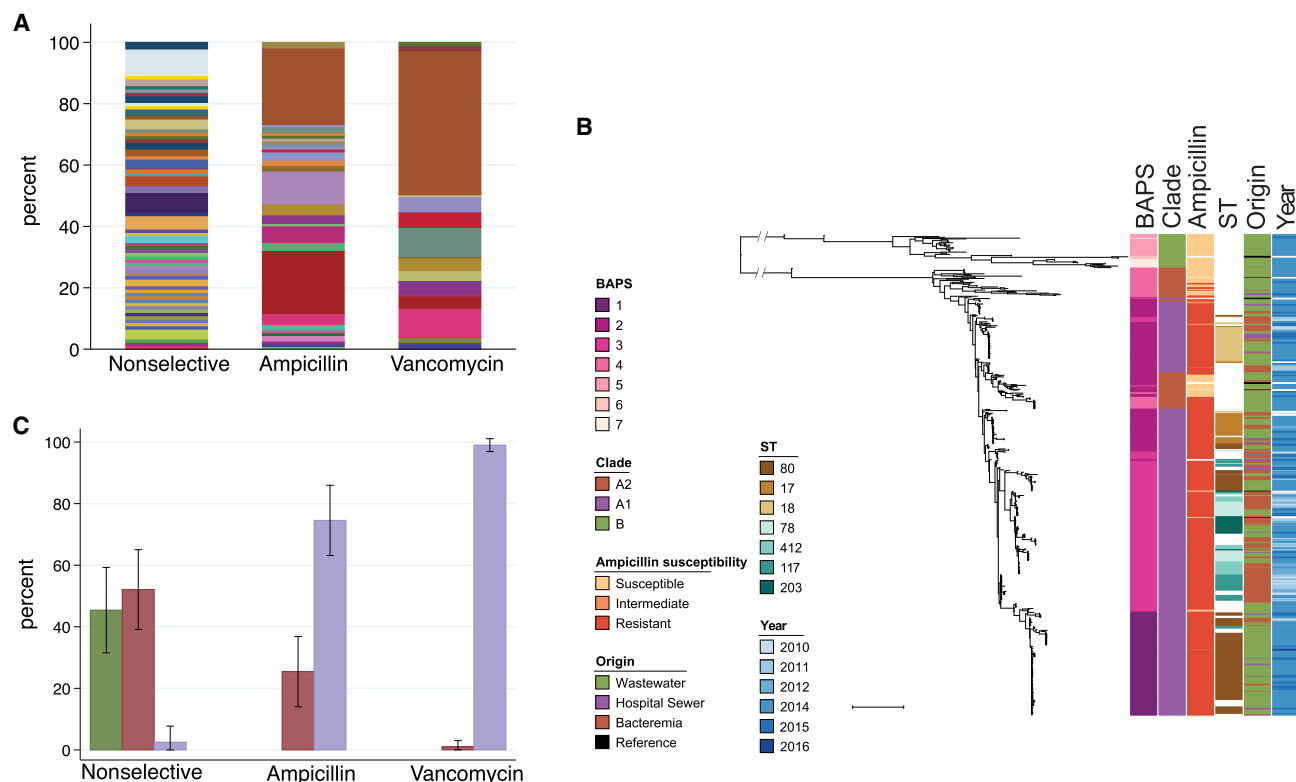 A
percent
100
80
60
40
20
0
Nonselective
Ampicillin
Vancomycin
B
BAPS
Clade
Ampicillin
ST
Origin
Year
BAPS
1
2
3
4
5
6
7
Clade
A2
A1
B
Ampicillin susceptibility
Susceptible
Intermediate
Resistant
Origin
Wastewater
Hospital Sewer
Bacteremia
Reference
ST
80
17
18
78
412
117
203
Year
2010
2011
2012
2014
2015
2016
C
percent
100
80
60
40
20
0
Nonselective
Ampicillin
Vancomycin